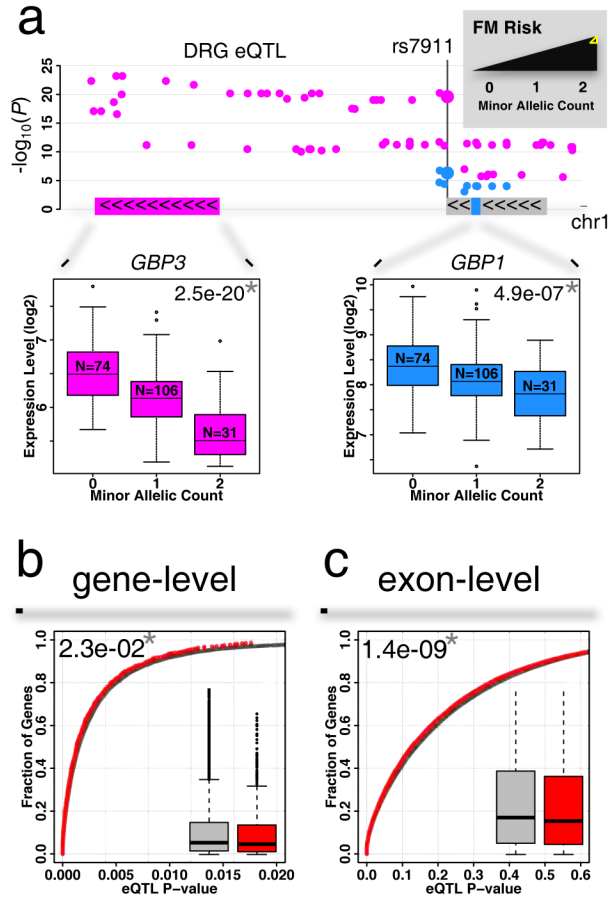 a
DRG eQTL
rs7911
FM Risk
0 1 2
Minor Allelic Count
-log10(P)
25
20
15
10
5
0
<<<<<<<<<<
<<
<<<<<
chr1
GBP3
2.5e-20*
Expression Level (log2)
7
6
N=74
N=106
N=31
0 1 2
Minor Allelic Count
GBP1
4.9e-07*
Expression Level (log2)
10
9
8
7
N=74
N=106
N=31
0 1 2
Minor Allelic Count
b
gene-level
2.3e-02*
Fraction of Genes
1.0
0.8
0.6
0.4
0.2
0.0
0.000 0.005 0.010 0.015 0.020
eQTL P-value
c
exon-level
1.4e-09*
Fraction of Genes
1.0
0.8
0.6
0.4
0.2
0.0
0.0 0.1 0.2 0.3 0.4 0.5 0.6
eQTL P-value